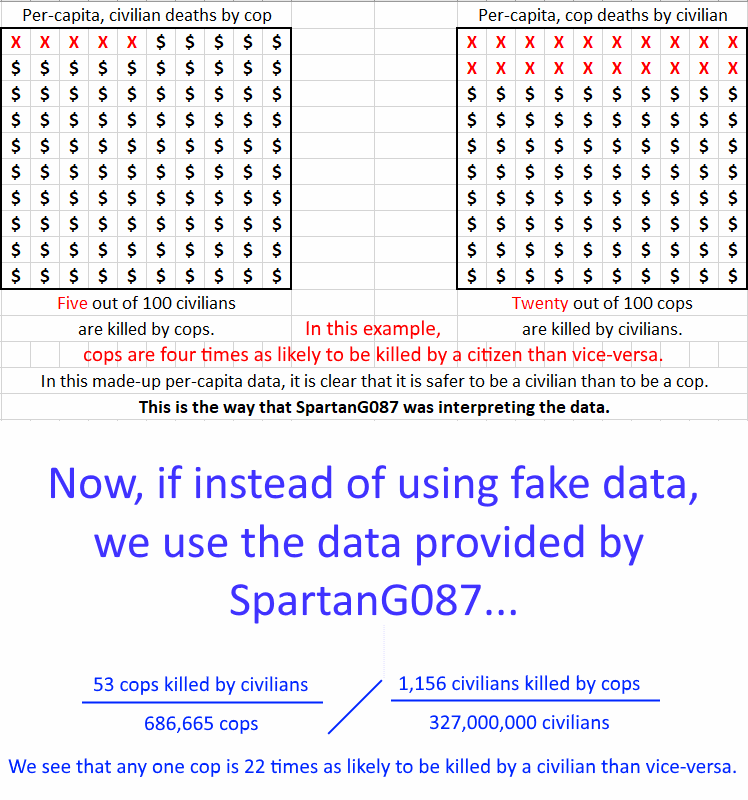 Per-capita, civilian deaths by cop
Per-capita, cop deaths by civilian
X X X X X $ $ $ $ $
$ $ $ $ $ $ $ $ $ $
$ $ $ $ $ $ $ $ $ $
$ $ $ $ $ $ $ $ $ $
$ $ $ $ $ $ $ $ $ $
$ $ $ $ $ $ $ $ $ $
$ $ $ $ $ $ $ $ $ $
$ $ $ $ $ $ $ $ $ $
$ $ $ $ $ $ $ $ $ $
$ $ $ $ $ $ $ $ $ $
X X X X X X X X X X
X X X X X X X X X X
$ $ $ $ $ $ $ $ $ $
$ $ $ $ $ $ $ $ $ $
$ $ $ $ $ $ $ $ $ $
$ $ $ $ $ $ $ $ $ $
$ $ $ $ $ $ $ $ $ $
$ $ $ $ $ $ $ $ $ $
$ $ $ $ $ $ $ $ $ $
$ $ $ $ $ $ $ $ $ $
Five out of 100 civilians
are killed by cops.
Twenty out of 100 cops
are killed by civilians.
In this example,
cops are four times as likely to be killed by a citizen than vice-versa.
In this made-up per-capita data, it is clear that it is safer to be a civilian than to be a cop.
This is the way that SpartanG087 was interpreting the data.
Now, if instead of using fake data,
we use the data provided by
SpartanG087...
53 cops killed by civilians
686,665 cops
1,156 civilians killed by cops
327,000,000 civilians
We see that any one cop is 22 times as likely to be killed by a civilian than vice-versa.